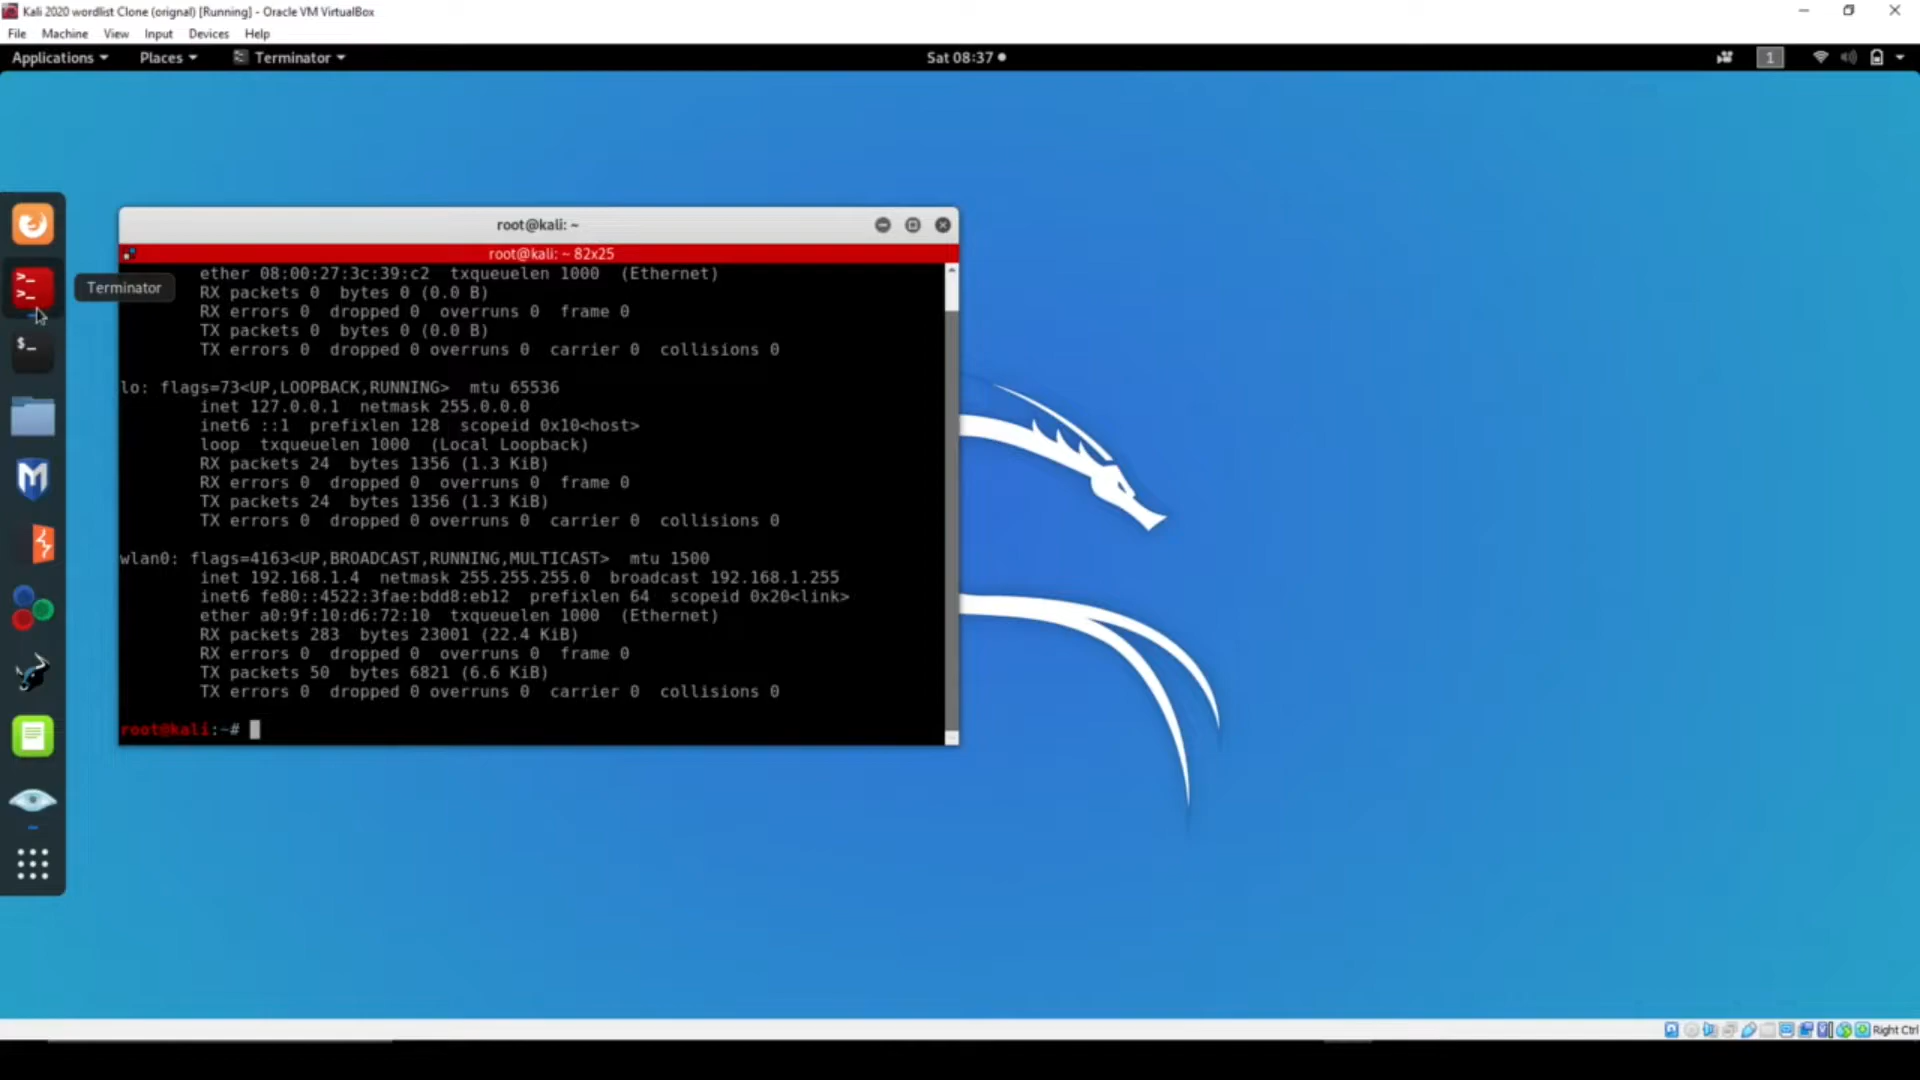 Kali 2020 wordlist Clone (orignal) [Running] - Oracle VM VirtualBox
File Machine View Input Devices Help
Applications Places Terminator Sat 08:37 1
root@kali: ~
root@kali: ~ 82x25
Terminator
ether 08:00:27:3c:39:c2 txqueuelen 1000 (Ethernet)
RX packets 0 bytes 0 (0.0 B)
RX errors 0 dropped 0 overruns 0 frame 0
TX packets 0 bytes 0 (0.0 B)
TX errors 0 dropped 0 overruns 0 carrier 0 collisions 0
lo: flags=73<UP,LOOPBACK,RUNNING> mtu 65536
inet 127.0.0.1 netmask 255.0.0.0
inet6 ::1 prefixlen 128 scopeid 0x10<host>
loop txqueuelen 1000 (Local Loopback)
RX packets 24 bytes 1356 (1.3 KiB)
RX errors 0 dropped 0 overruns 0 frame 0
TX packets 24 bytes 1356 (1.3 KiB)
TX errors 0 dropped 0 overruns 0 carrier 0 collisions 0
wlan0: flags=4163<UP,BROADCAST,RUNNING,MULTICAST> mtu 1500
inet 192.168.1.4 netmask 255.255.255.0 broadcast 192.168.1.255
inet6 fe80::4522:3fae:bdd8:eb12 prefixlen 64 scopeid 0x20<link>
ether a0:9f:10:d6:72:10 txqueuelen 1000 (Ethernet)
RX packets 283 bytes 23001 (22.4 KiB)
RX errors 0 dropped 0 overruns 0 frame 0
TX packets 50 bytes 6821 (6.6 KiB)
TX errors 0 dropped 0 overruns 0 carrier 0 collisions 0
root@kali:~#
Right Ctrl